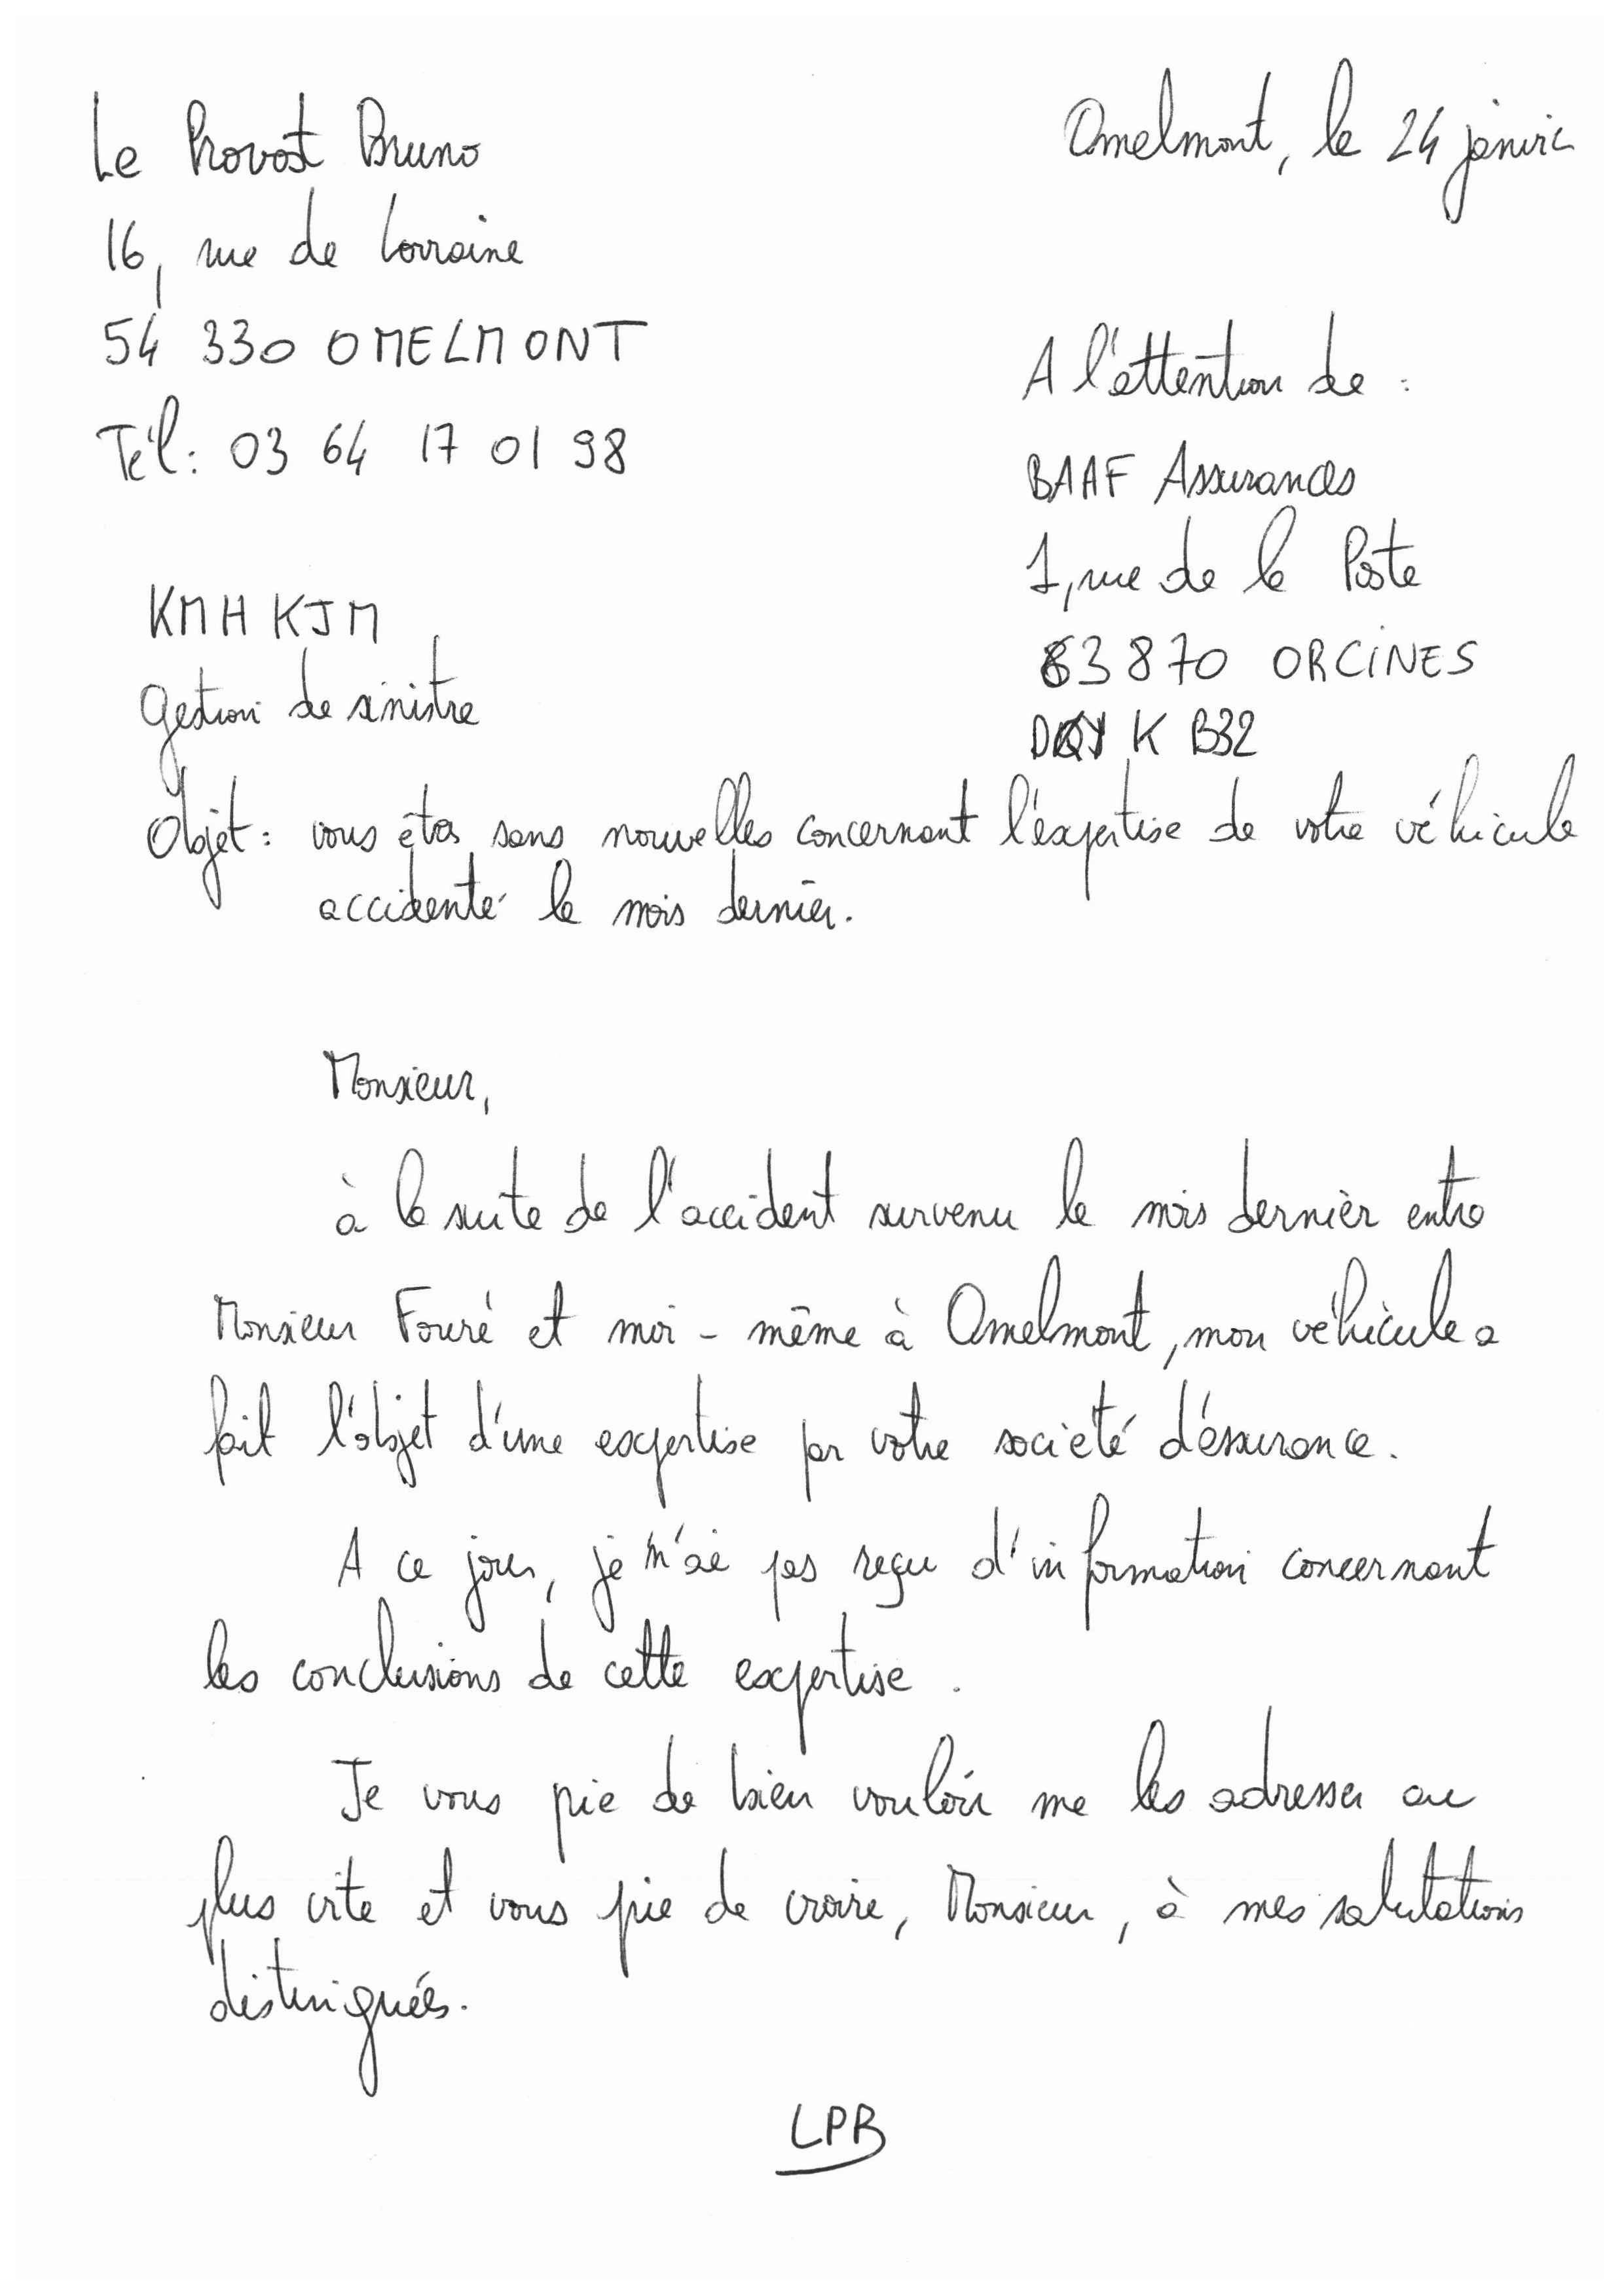 Le Provost Bruno
Omelmont, le 24 janvie
16, rue de Lorraine
54 330 OMELMONT
Tél : 03 64 17 01 98
A l'attention de :
BAAF Assurances
1, rue de la Poste
63 870 ORCINES
K B32
KMH KJM
Gestion de sinistre
Objet : vous êtes sans nouvelles concernant l'expertise de votre véhicule
accidenté le mois dernier.
Monsieur,
à la suite de l'accident survenu le mois dernier entre
Monsieur Fouré et moi-même à Omelmont, mon véhicule a
fait l'objet d'une expertise par votre société d'assurance.
A ce jour, je n'ai pas reçu d'information concernant
les conclusions de cette expertise.
Je vous prie de bien vouloir me les adresser au
plus vite et vous prie de croire, Monsieur, à mes salutations
distinguées.
LPB